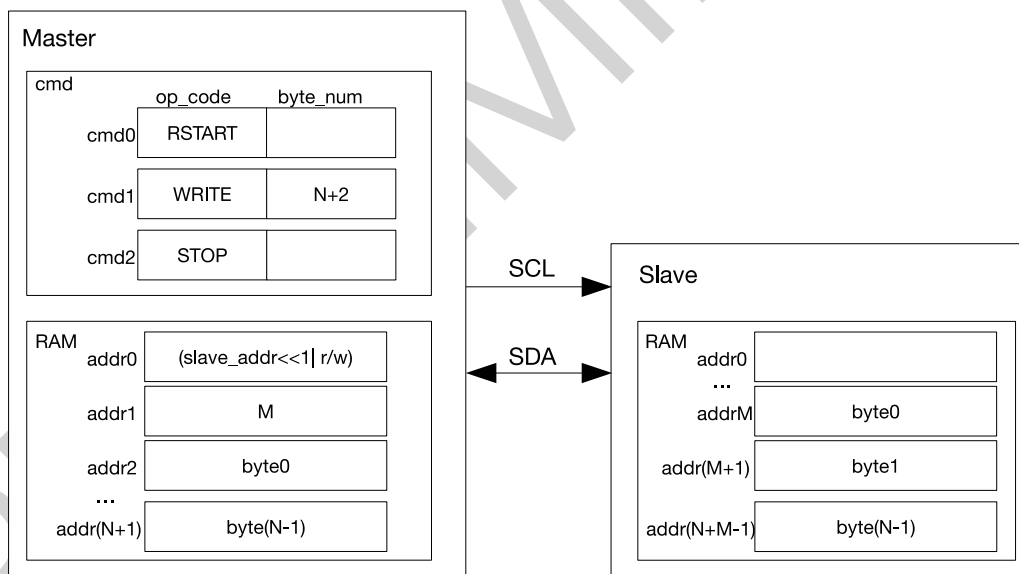 Master
cmd
op_code byte_num
cmd0 RSTART
cmd1 WRITE N+2
cmd2 STOP
RAM
addr0 (slave_addr<<1| r/w)
addr1 M
addr2 byte0
...
addr(N+1) byte(N-1)
SCL
SDA
Slave
RAM
addr0
...
addrM byte0
addr(M+1) byte1
addr(N+M-1) byte(N-1)